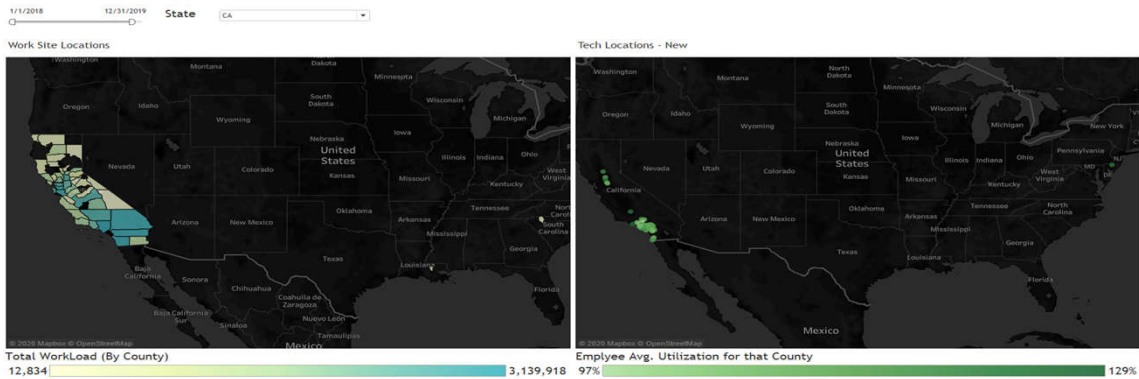 1/1/2018 12/31/2019 State CA
Work Site Locations
Washington
Montana
Dakota
Minnesota
Oregon
Idaho
South
Dakota
Wisconsin
Michigan
Wyoming
Nebraska
Iowa
United
States
Nevada
Utah
Colorado
Kansas
Illinois
Indiana
Ohio
Missouri
West
Virginia
Kentucky
Arizona
New Mexico
Oklahoma
Arkansas
Tennessee
Mississippi
South
Carolina
Georgia
Texas
Louisiana
Baja
California
Sonora
Chihuahua
Coahuila de
Zaragoza
Florida
Baja California
Sur
Sinaloa
Nuevo León
Tamaulipas
Mexico
© 2020 Mapbox © OpenStreetMap
Total WorkLoad (By County)
12,834 3,139,918
Tech Locations - New
Washington
Montana
North
Dakota
Minnesota
Oregon
Idaho
South
Dakota
Wisconsin
Michigan
New York
Wyoming
Nebraska
Iowa
Pennsylvania
United
States
Nevada
Utah
Colorado
Kansas
Illinois
Indiana
Ohio
MD
NJ
California
Missouri
West
Virginia
Kentucky
Arizona
New Mexico
Oklahoma
Arkansas
Tennessee
North
Carolina
Mississippi
Georgia
Texas
Louisiana
Florida
Mexico
© 2020 Mapbox © OpenStreetMap
Emplyee Avg. Utilization for that County
97% 129%